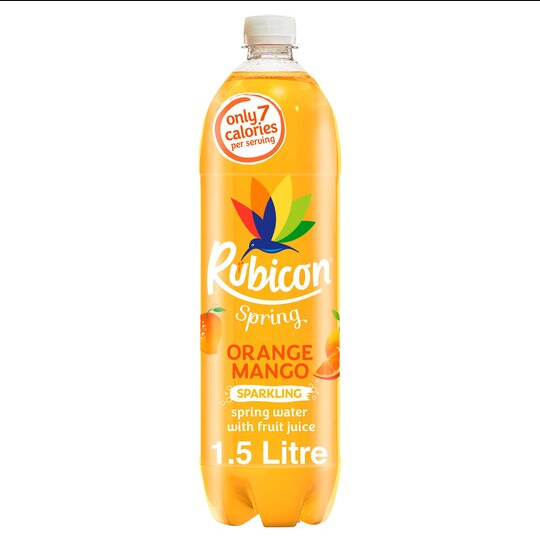 only 7
calories
per serving
Rubicon
Spring
ORANGE
MANGO
SPARKLING
spring water
with fruit juice
1.5 Litre